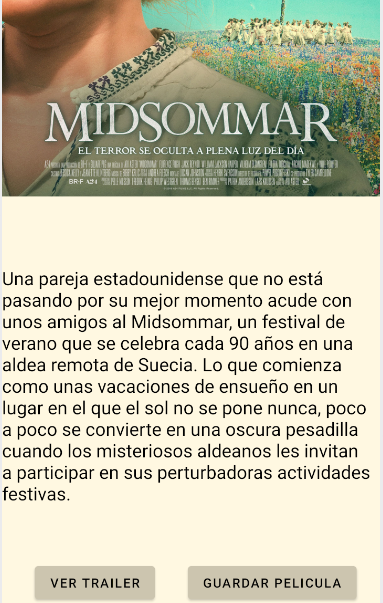 MIDSOMMAR
EL TERROR SE OCULTA A PLENA LUZ DEL DÍA
BR·F A24
Una pareja estadounidense que no está
pasando por su mejor momento acude con
unos amigos al Midsommar, un festival de
verano que se celebra cada 90 años en una
aldea remota de Suecia. Lo que comienza
como unas vacaciones de ensueño en un
lugar en el que el sol no se pone nunca, poco
a poco se convierte en una oscura pesadilla
cuando los misteriosos aldeanos les invitan
a participar en sus perturbadoras actividades
festivas.
VER TRAILER
GUARDAR PELICULA